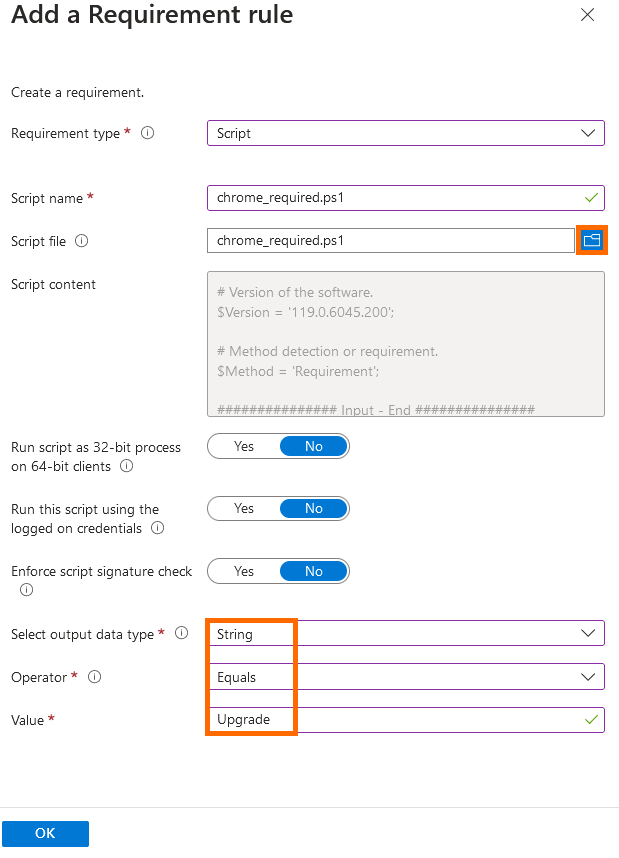 Add a Requirement rule
Create a requirement.
Requirement type *
Script
Script name *
chrome_required.ps1
Script file
chrome_required.ps1
Script content
# Version of the software.
$Version = '119.0.6045.200';
# Method detection or requirement.
$Method = 'Requirement';
############### Input - End ###############
Run script as 32-bit process
on 64-bit clients
Yes No
Run this script using the
logged on credentials
Yes No
Enforce script signature check
Yes No
Select output data type *
String
Operator *
Equals
Value *
Upgrade
OK